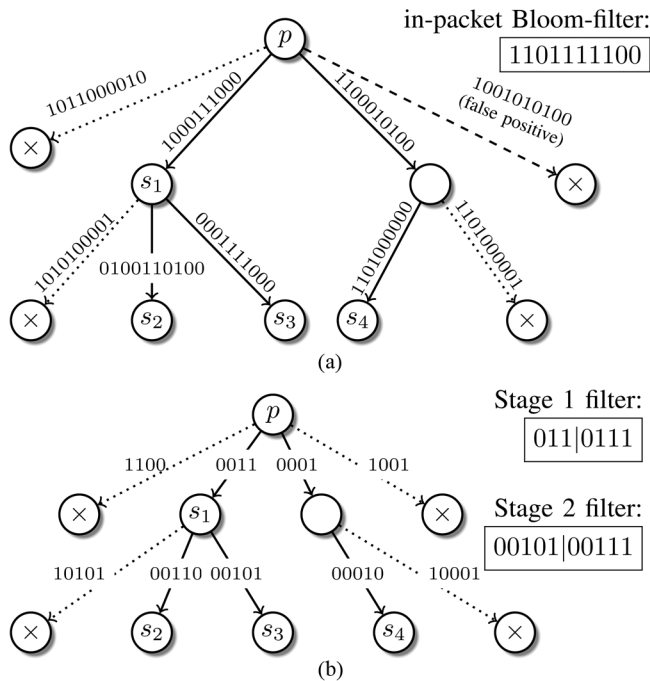 in-packet Bloom-filter:
1101111100
p
1011000010
1000111000
1100010100
1001010100
(false positive)
×
s1
×
1010100001
0100110100
0001111000
1101000000
1101000001
×
s2
s3
s4
×
(a)
Stage 1 filter:
011|0111
p
1100
0011
0001
1001
Stage 2 filter:
00101|00111
×
s1
×
10101
00110
00101
00010
10001
×
s2
s3
s4
×
(b)